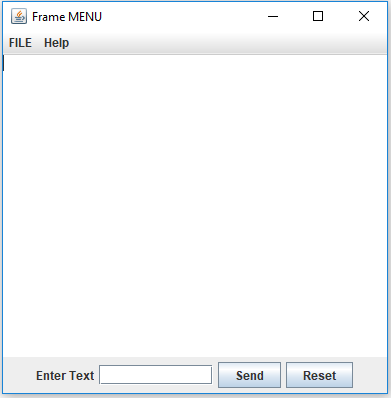 Frame MENU
FILE Help
Enter Text Send Reset